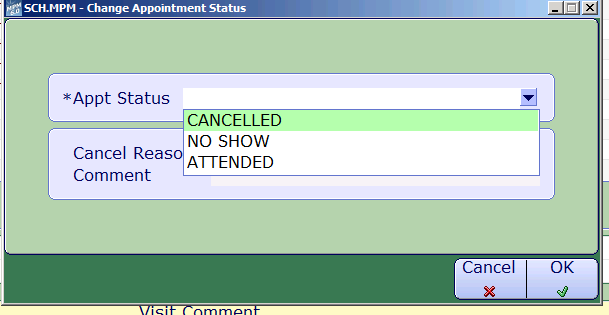 SCH.MPM - Change Appointment Status
*Appt Status
CANCELLED
NO SHOW
ATTENDED
Cancel Reaso
Comment
Cancel OK
Visit Comment